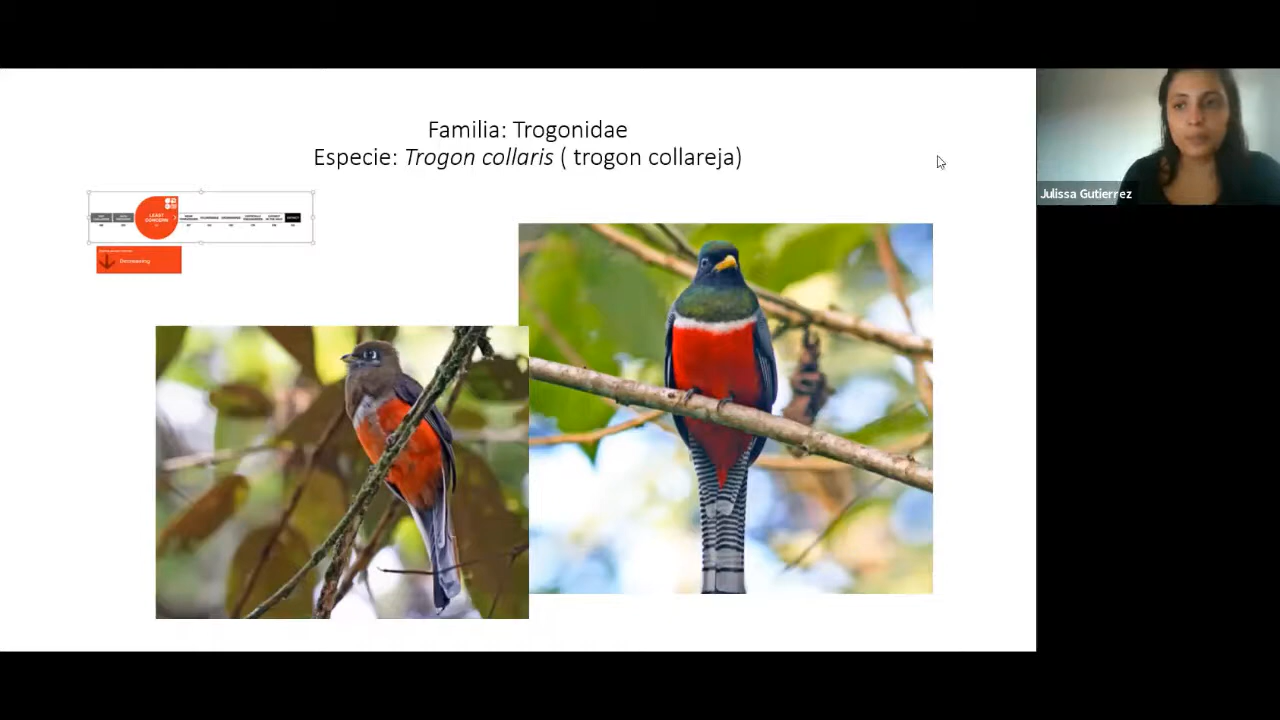 Familia: Trogonidae
Especie: Trogon collaris ( trogon collareja)
Julissa Gutierrez
LEAST
CONCERN
Decreasing